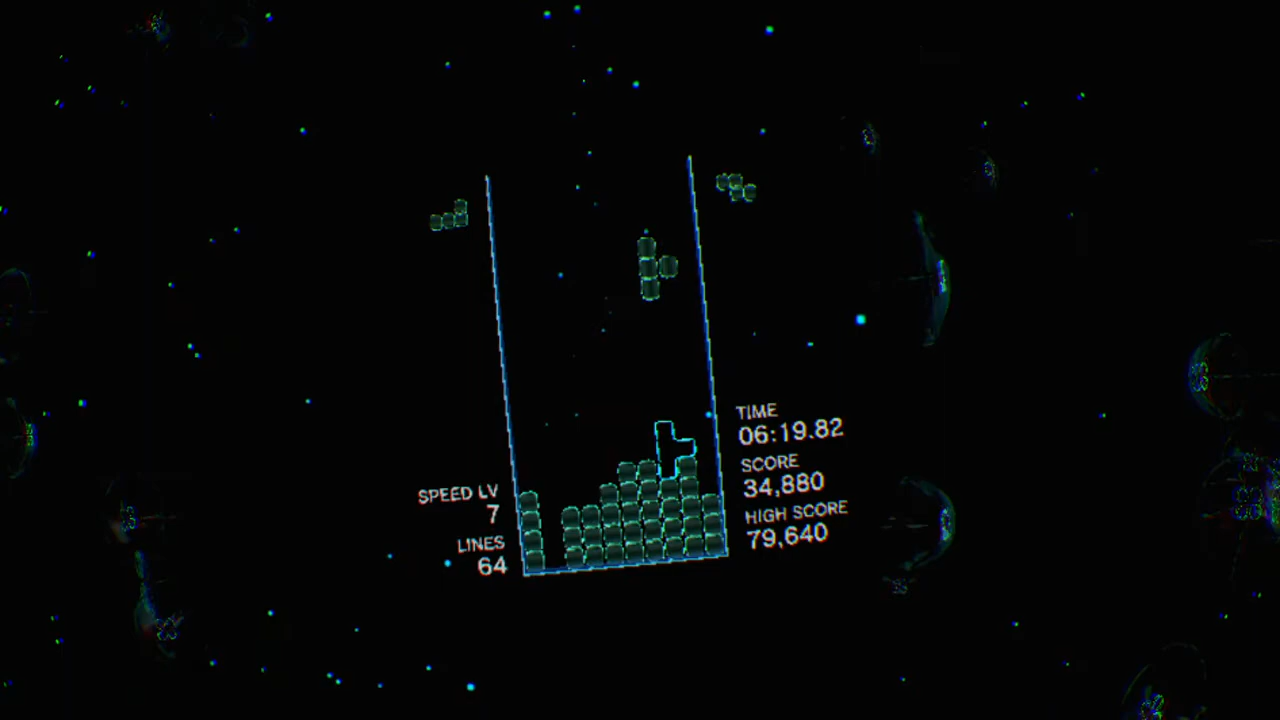 SPEED LV
7
LINES
64
TIME
06:19.82
SCORE
34,880
HIGH SCORE
79,640